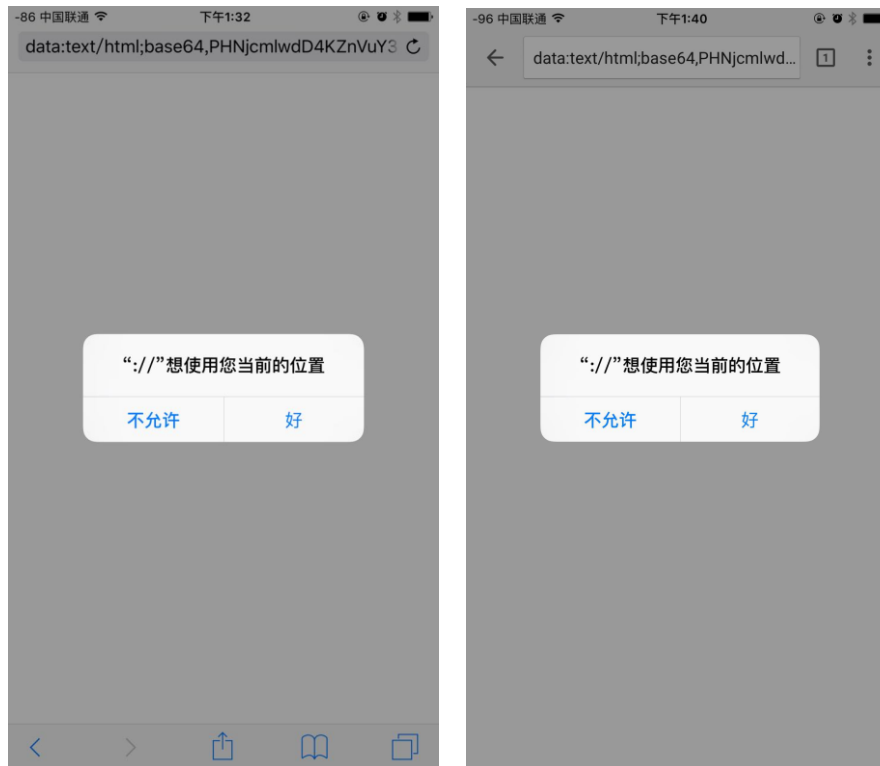 -86 中国联通 下午1:32
data:text/html;base64,PHNjcmlwdD4KZnVuY3
“://”想使用您当前的位置
不允许 好
-96 中国联通 下午1:40
data:text/html;base64,PHNjcmlwd...
1
“://”想使用您当前的位置
不允许 好